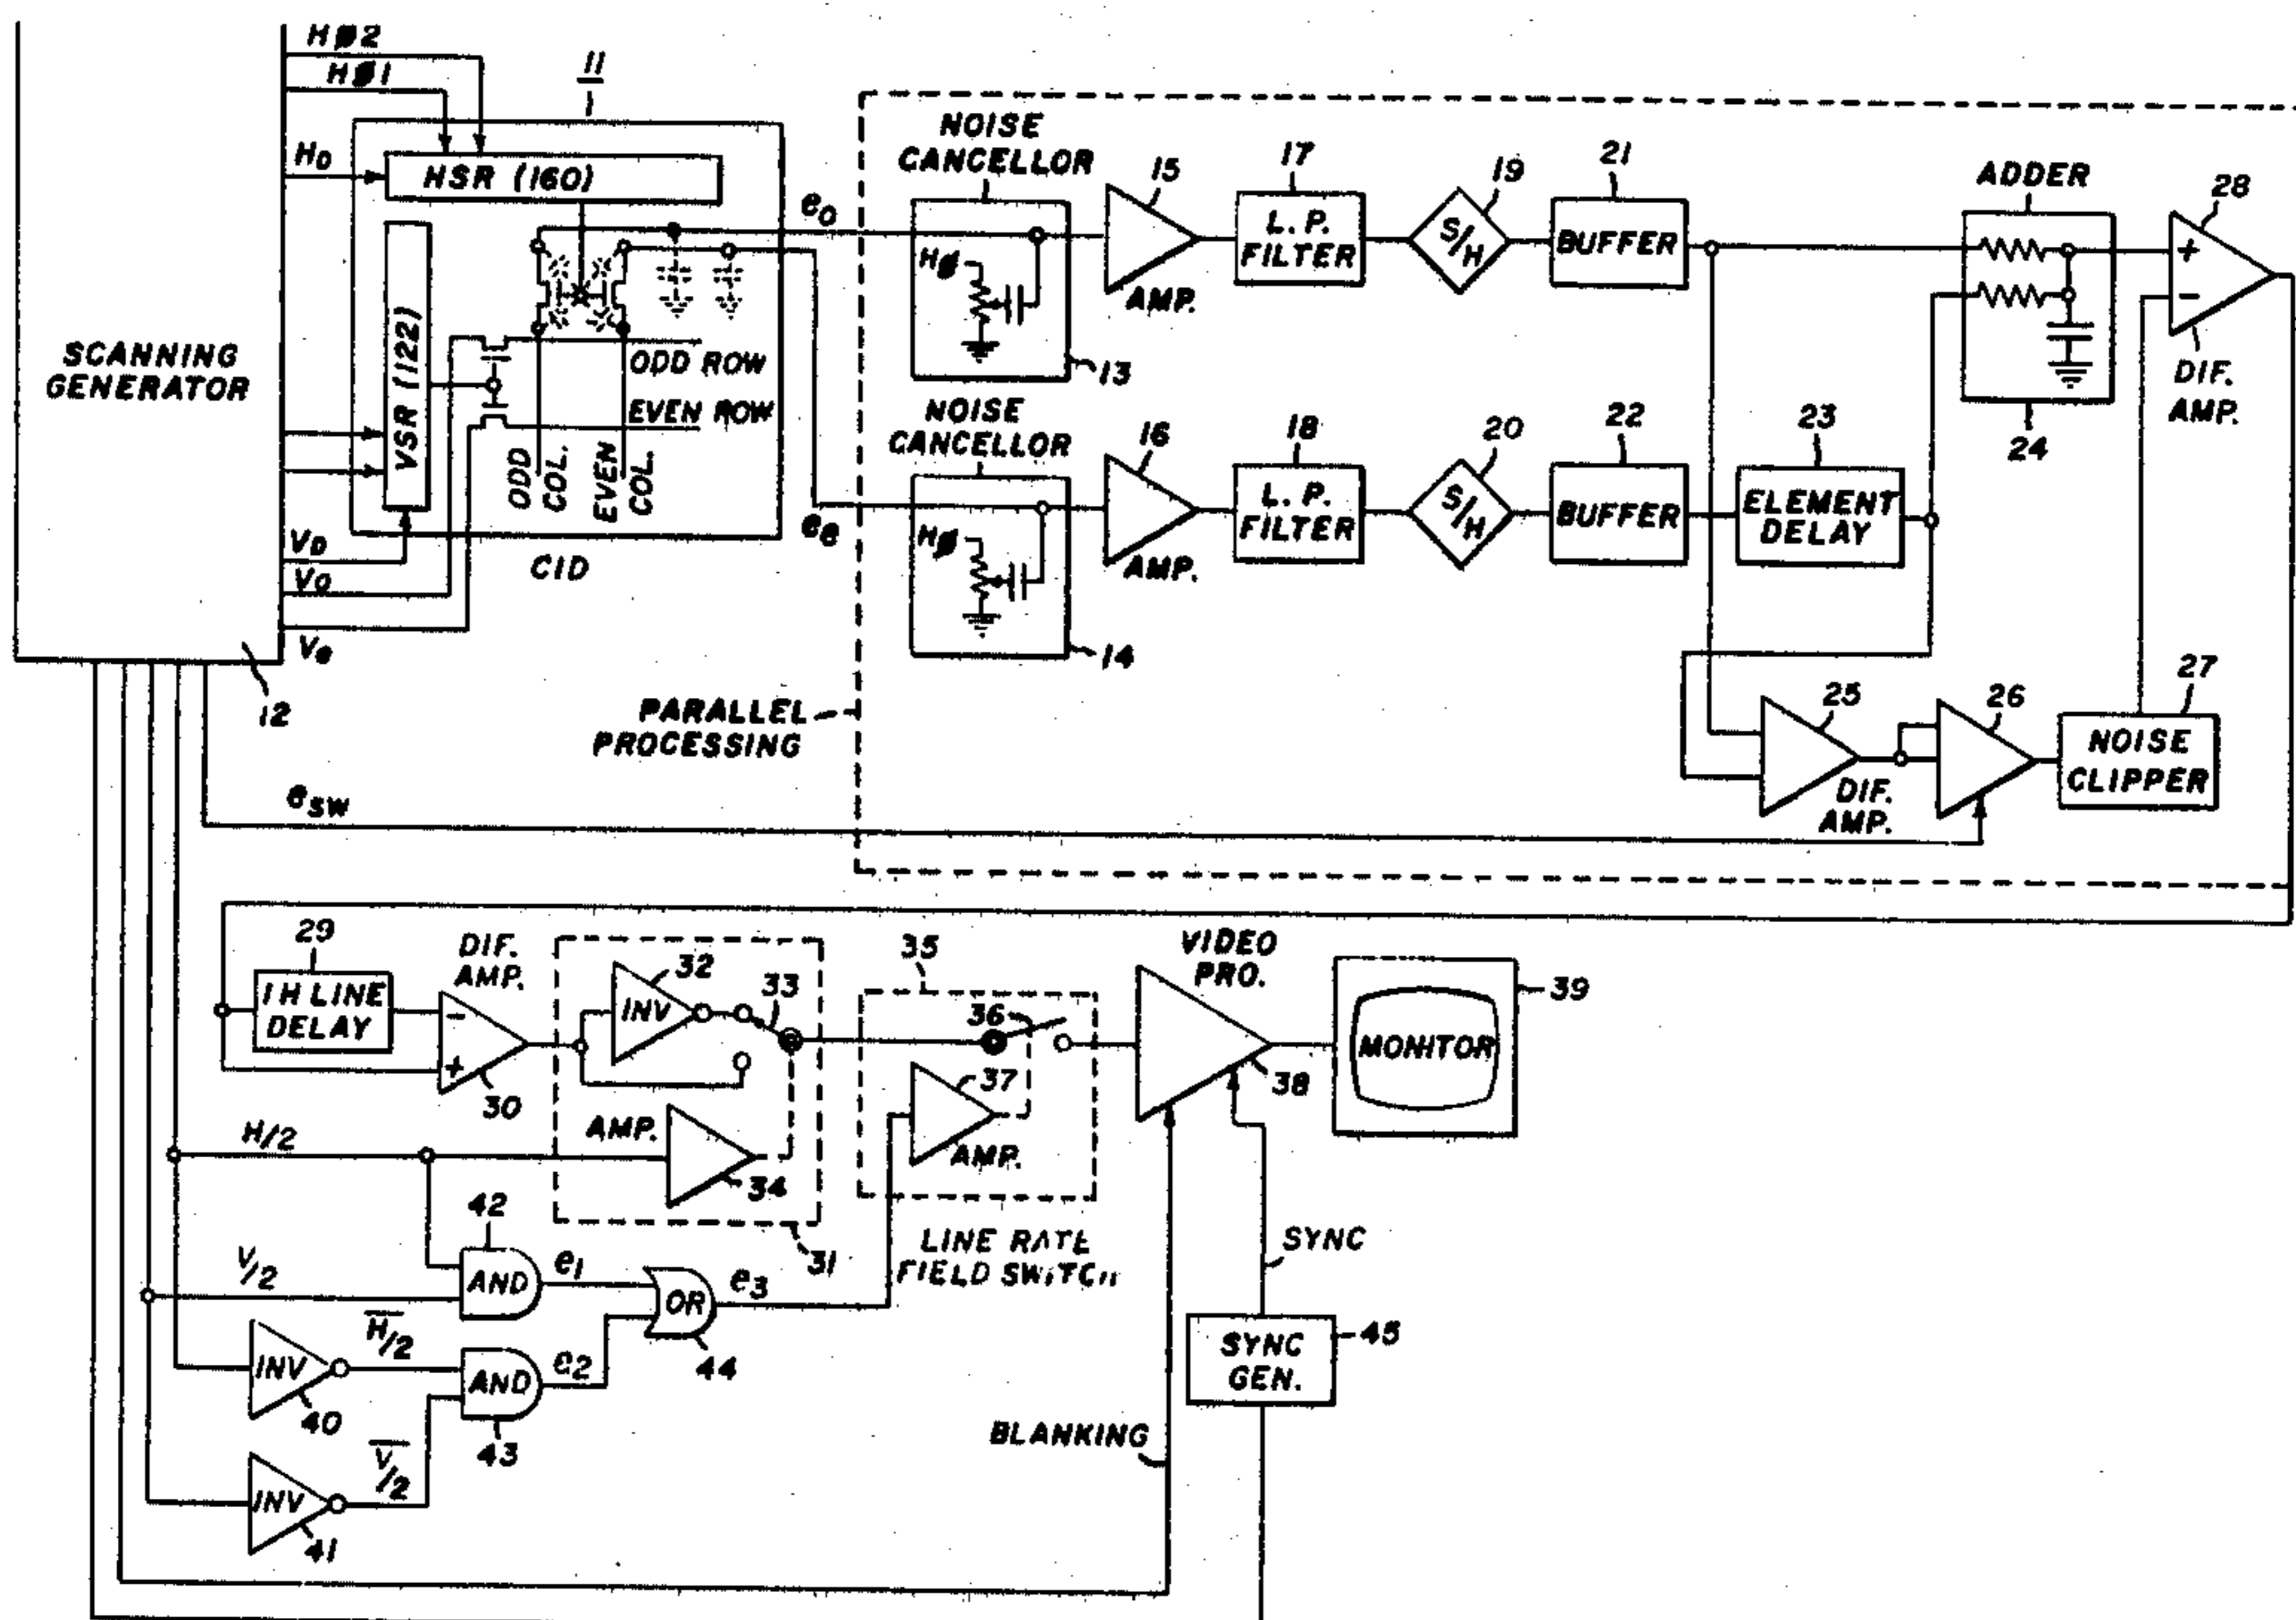 HØ2
HØ1
11
HD
HSR (160)
VSR (122)
SCANNING
GENERATOR
ODD ROW
EVEN ROW
ODD
COL.
EVEN
COL.
CID
VD
VO
Ve
12
eO
ee
eSW
PARALLEL
PROCESSING
NOISE
CANCELLOR
HØ
13
15
AMP.
17
L. P.
FILTER
19
S/H
21
BUFFER
ADDER
24
28
+
−
DIF.
AMP.
NOISE
CANCELLOR
HØ
14
16
AMP.
18
L. P.
FILTER
20
S/H
22
BUFFER
23
ELEMENT
DELAY
25
DIF.
AMP.
26
27
NOISE
CLIPPER
29
1 H LINE
DELAY
DIF.
AMP.
−
+
30
32
INV
33
AMP.
34
31
35
36
37
AMP.
LINE RATE
FIELD SWITCH
VIDEO
PRO.
38
39
MONITOR
H/2
V/2
42
AND
e1
OR
e3
44
INV
40
H̅/2
AND
e2
43
INV
41
V̅/2
SYNC
SYNC
GEN.
45
BLANKING